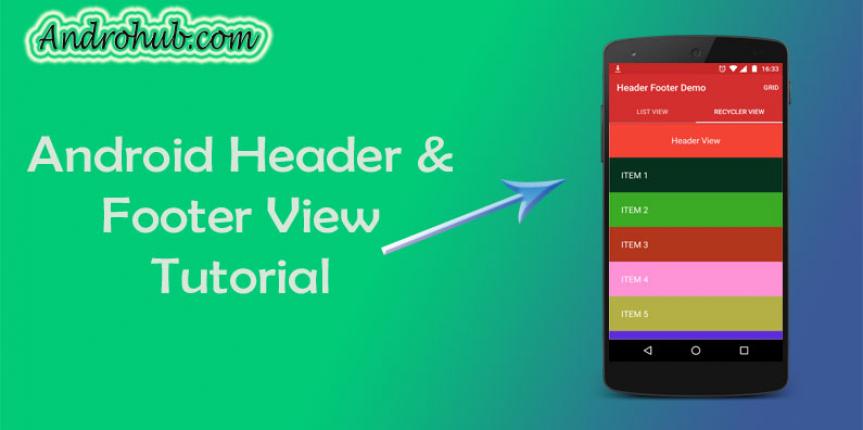 Androhub.com
Android Header &
Footer View
Tutorial
16:33
Header Footer Demo
GRID
LIST VIEW
RECYCLER VIEW
Header View
ITEM 1
ITEM 2
ITEM 3
ITEM 4
ITEM 5